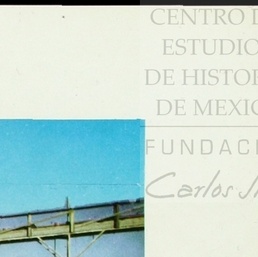 CENTRO D
ESTUDIO
DE HISTOR
DE MEXIC
FUNDACI
Carlos